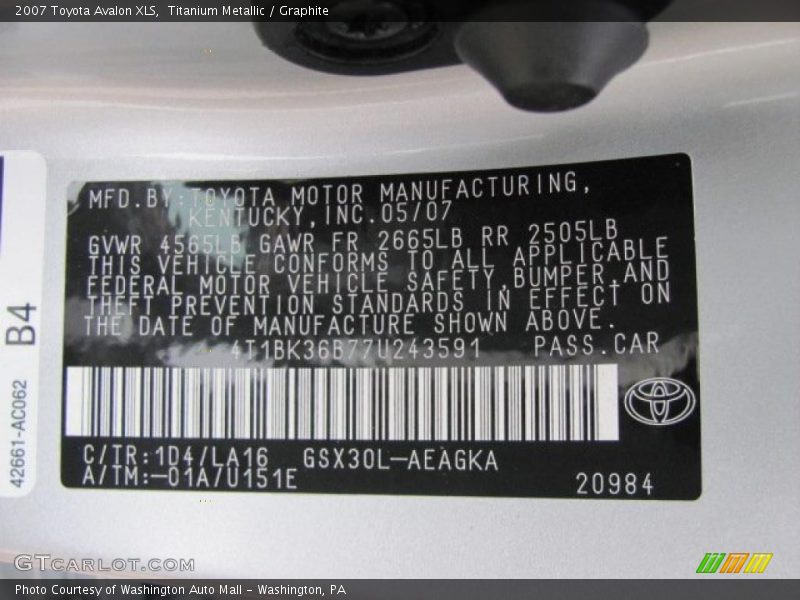 2007 Toyota Avalon XLS, Titanium Metallic / Graphite
MFD.BY:TOYOTA MOTOR MANUFACTURING,
KENTUCKY,INC.05/07
GVWR 4565LB GAWR FR 2665LB RR 2505LB
THIS VEHICLE CONFORMS TO ALL APPLICABLE
FEDERAL MOTOR VEHICLE SAFETY,BUMPER,AND
THEFT PREVENTION STANDARDS IN EFFECT ON
THE DATE OF MANUFACTURE SHOWN ABOVE.
4T1BK36B77U243591 PASS.CAR
C/TR:1D4/LA16 GSX30L-AEAGKA
A/TM:-01A/U151E
20984
B4
42661-AC062
GTCARLOT.COM
Photo Courtesy of Washington Auto Mall - Washington, PA